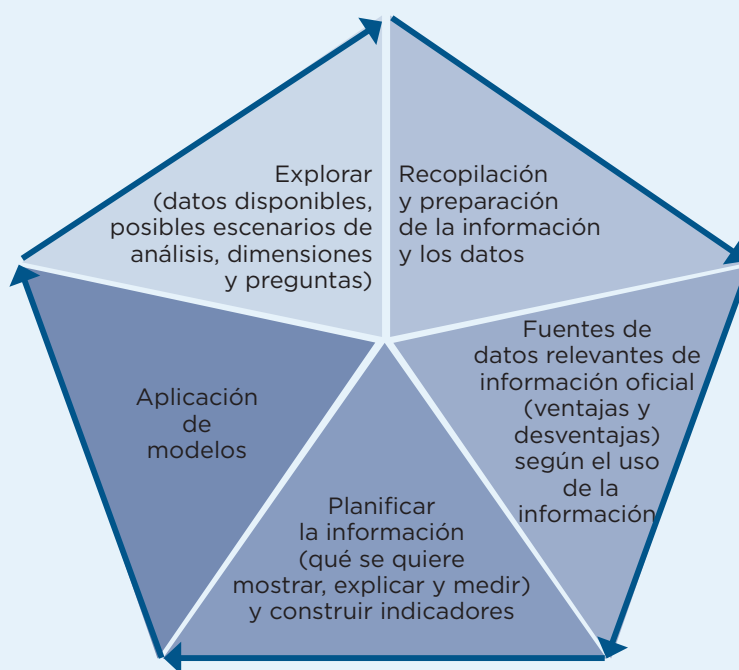 Explorar
(datos disponibles,
posibles escenarios de
análisis, dimensiones
y preguntas)
Recopilación
y preparación
de la información
y los datos
Fuentes de
datos relevantes de
información oficial
(ventajas y
desventajas)
según el uso
de la
información
Planificar
la información
(qué se quiere
mostrar, explicar y medir)
y construir indicadores
Aplicación
de
modelos